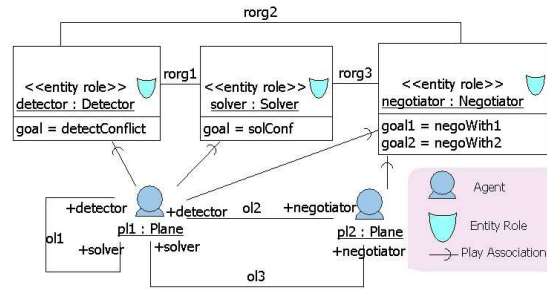 rorg2
rorg1
rorg3
<<entity role>>
detector : Detector
goal = detectConflict
<<entity role>>
solver : Solver
goal = solConf
<<entity role>>
negotiator : Negotiator
goal1 = negoWith1
goal2 = negoWith2
+detector
+detector
ol2
+negotiator
ol1
pl1 : Plane
pl2 : Plane
+solver
+solver
+negotiator
ol3
Agent
Entity Role
Play Association